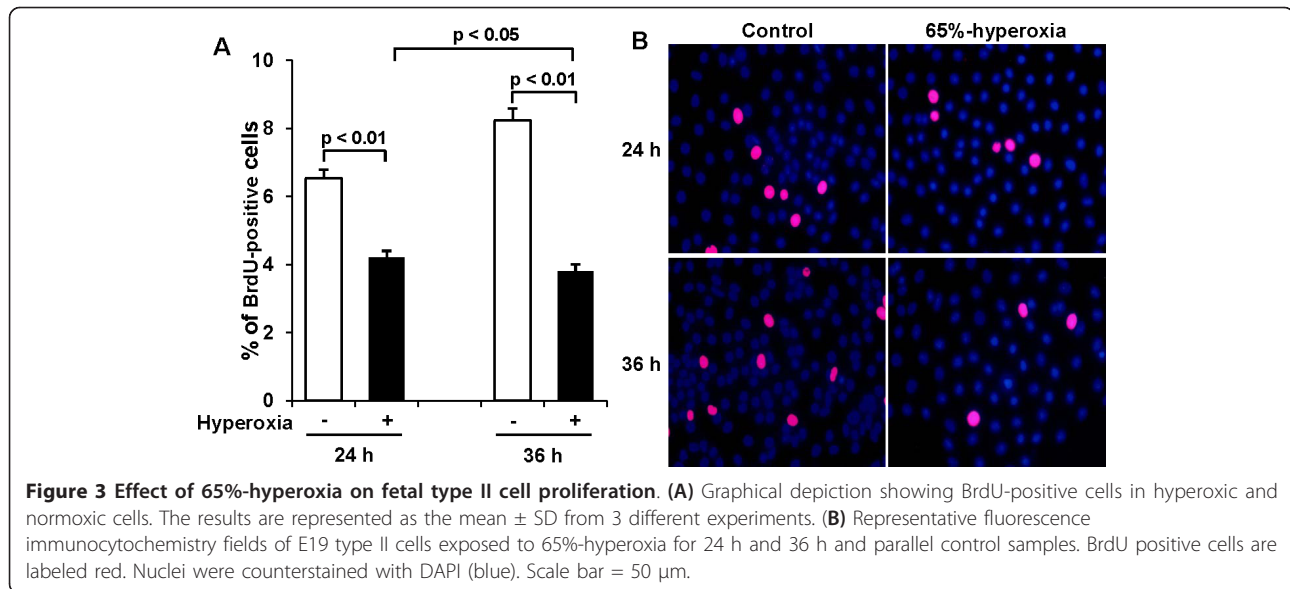 A
p < 0.05
p < 0.01
p < 0.01
% of BrdU-positive cells
10
8
6
4
2
0
Hyperoxia - + - +
24 h 36 h
B
Control 65%-hyperoxia
24 h
36 h
Figure 3 Effect of 65%-hyperoxia on fetal type II cell proliferation. (A) Graphical depiction showing BrdU-positive cells in hyperoxic and
normoxic cells. The results are represented as the mean ± SD from 3 different experiments. (B) Representative fluorescence
immunocytochemistry fields of E19 type II cells exposed to 65%-hyperoxia for 24 h and 36 h and parallel control samples. BrdU positive cells are
labeled red. Nuclei were counterstained with DAPI (blue). Scale bar = 50 μm.